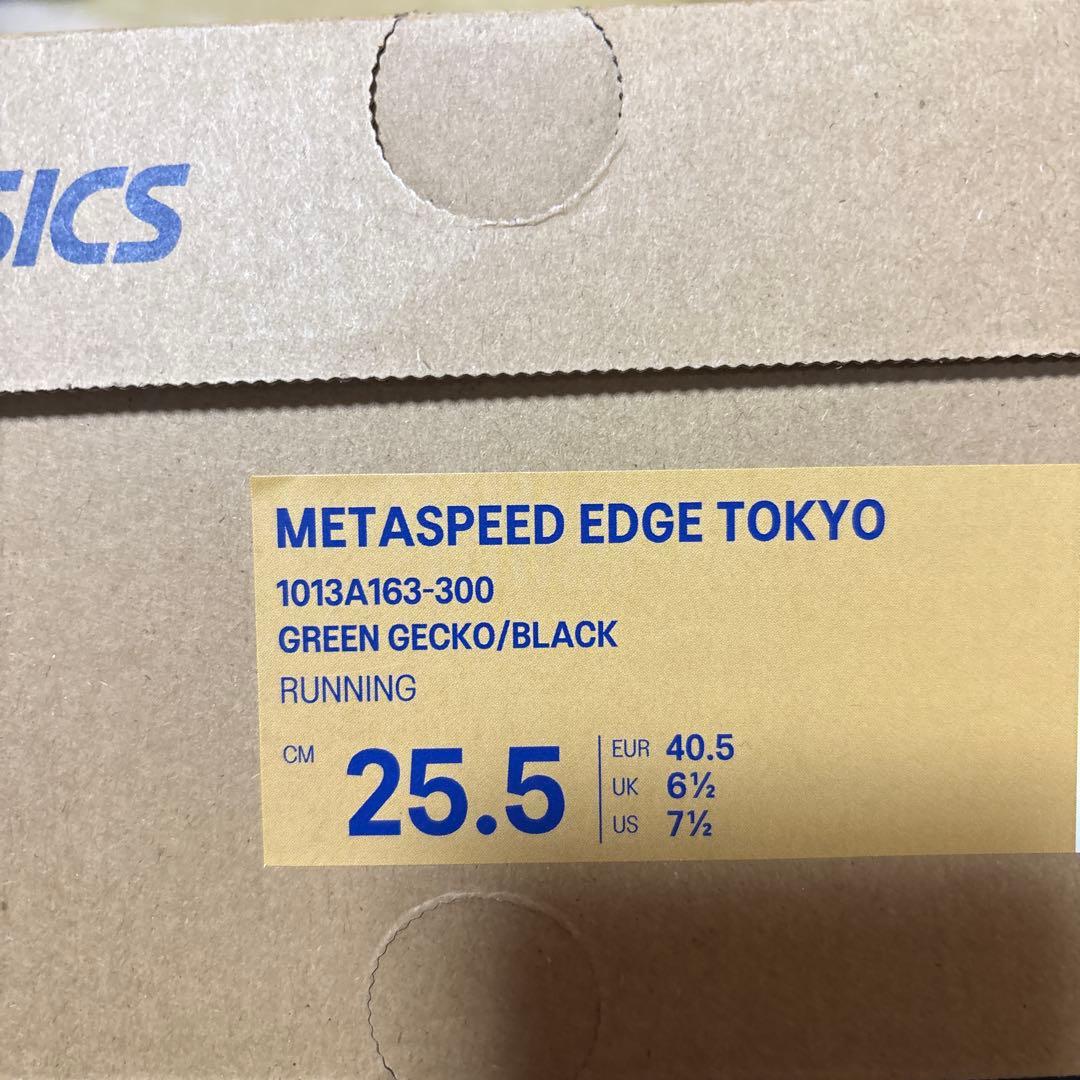 SICS
METASPEED EDGE TOKYO
1013A163-300
GREEN GECKO/BLACK
RUNNING
CM 25.5
EUR 40.5
UK 6½
US 7½